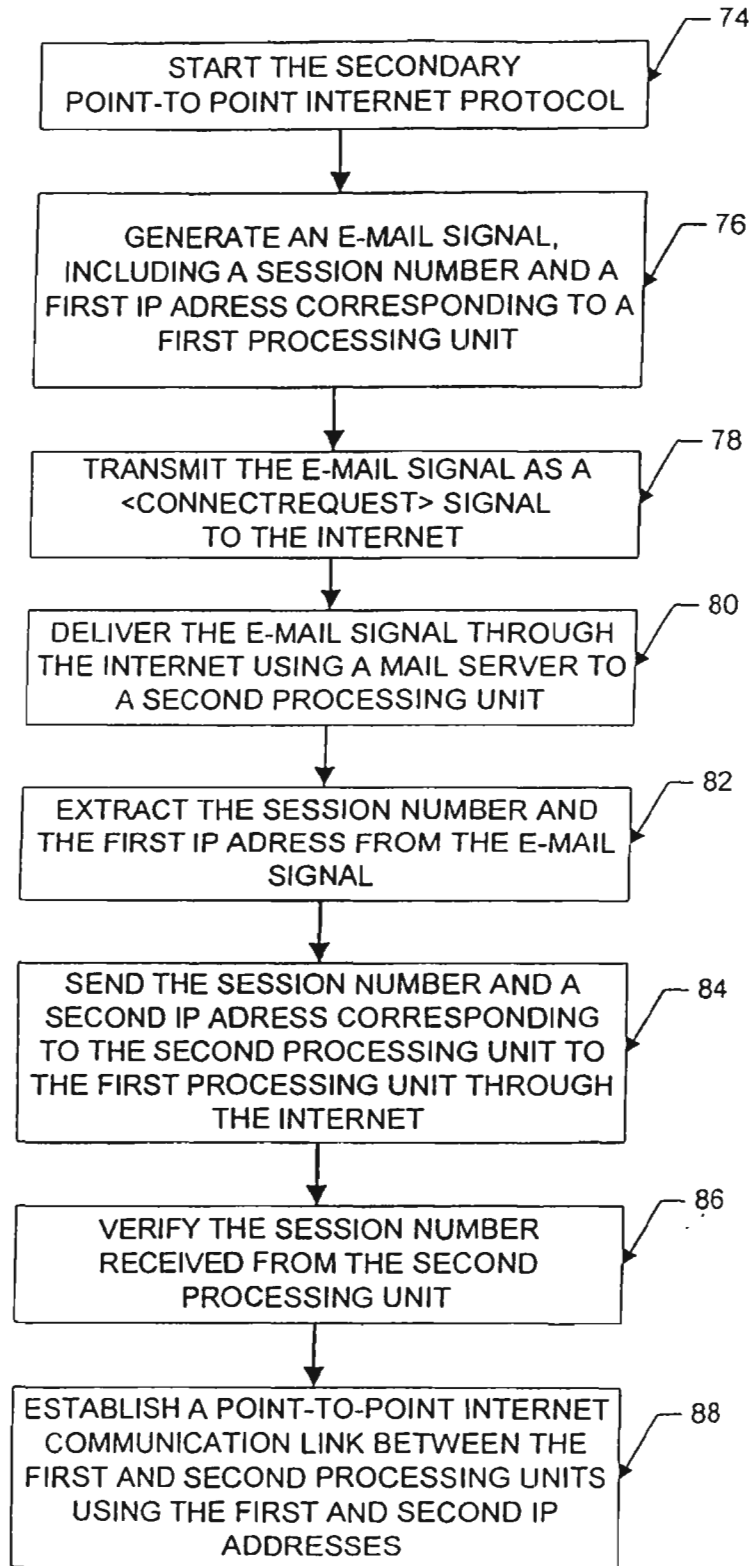 74
START THE SECONDARY
POINT-TO POINT INTERNET PROTOCOL
76
GENERATE AN E-MAIL SIGNAL,
INCLUDING A SESSION NUMBER AND A
FIRST IP ADRESS CORRESPONDING TO A
FIRST PROCESSING UNIT
78
TRANSMIT THE E-MAIL SIGNAL AS A
<CONNECTREQUEST> SIGNAL
TO THE INTERNET
80
DELIVER THE E-MAIL SIGNAL THROUGH
THE INTERNET USING A MAIL SERVER TO
A SECOND PROCESSING UNIT
82
EXTRACT THE SESSION NUMBER AND
THE FIRST IP ADRESS FROM THE E-MAIL
SIGNAL
84
SEND THE SESSION NUMBER AND A
SECOND IP ADRESS CORRESPONDING
TO THE SECOND PROCESSING UNIT TO
THE FIRST PROCESSING UNIT THROUGH
THE INTERNET
86
VERIFY THE SESSION NUMBER
RECEIVED FROM THE SECOND
PROCESSING UNIT
88
ESTABLISH A POINT-TO-POINT INTERNET
COMMUNICATION LINK BETWEEN THE
FIRST AND SECOND PROCESSING UNITS
USING THE FIRST AND SECOND IP
ADDRESSES